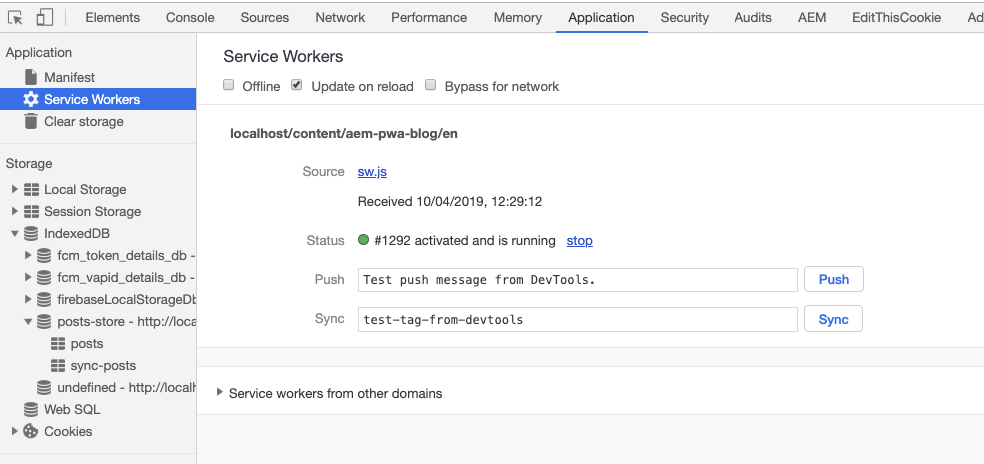 Elements Console Sources Network Performance Memory Application Security Audits AEM EditThisCookie Ad
Application
Manifest
Service Workers
Clear storage
Storage
Local Storage
Session Storage
IndexedDB
fcm_token_details_db -
fcm_vapid_details_db -
firebaseLocalStorageDb
posts-store - http://loca
posts
sync-posts
undefined - http://localh
Web SQL
Cookies
Service Workers
Offline Update on reload Bypass for network
localhost/content/aem-pwa-blog/en
Source sw.js
Received 10/04/2019, 12:29:12
Status #1292 activated and is running stop
Push Test push message from DevTools. Push
Sync test-tag-from-devtools Sync
Service workers from other domains